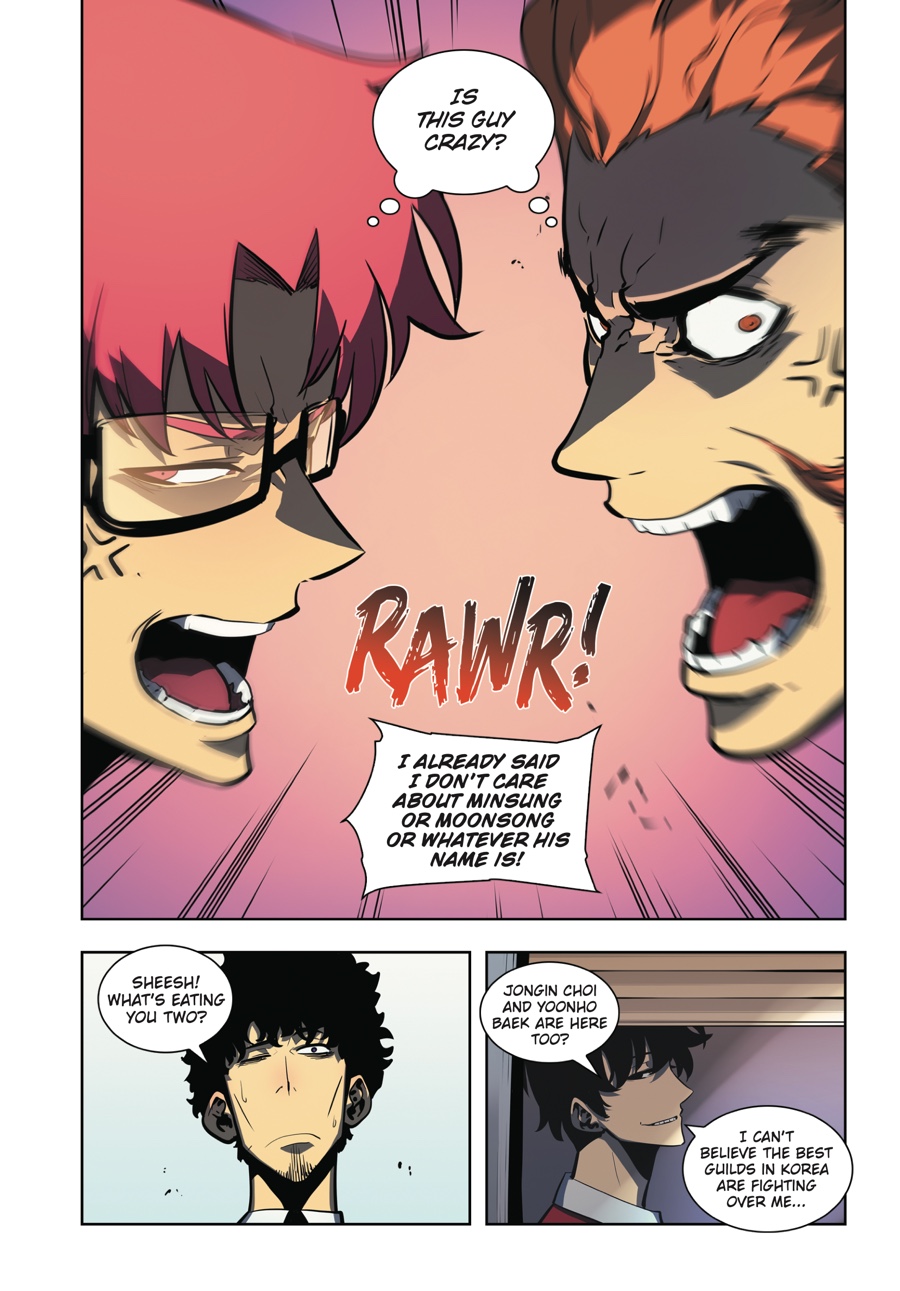 IS
THIS GUY
CRAZY?
RAWR!
I ALREADY SAID
I DON'T CARE
ABOUT MINSUNG
OR MOONSONG
OR WHATEVER HIS
NAME IS!
SHEESH!
WHAT'S EATING
YOU TWO?
JONGIN CHOI
AND YOONHO
BAEK ARE HERE
TOO?
I CAN'T
BELIEVE THE BEST
GUILDS IN KOREA
ARE FIGHTING
OVER ME...